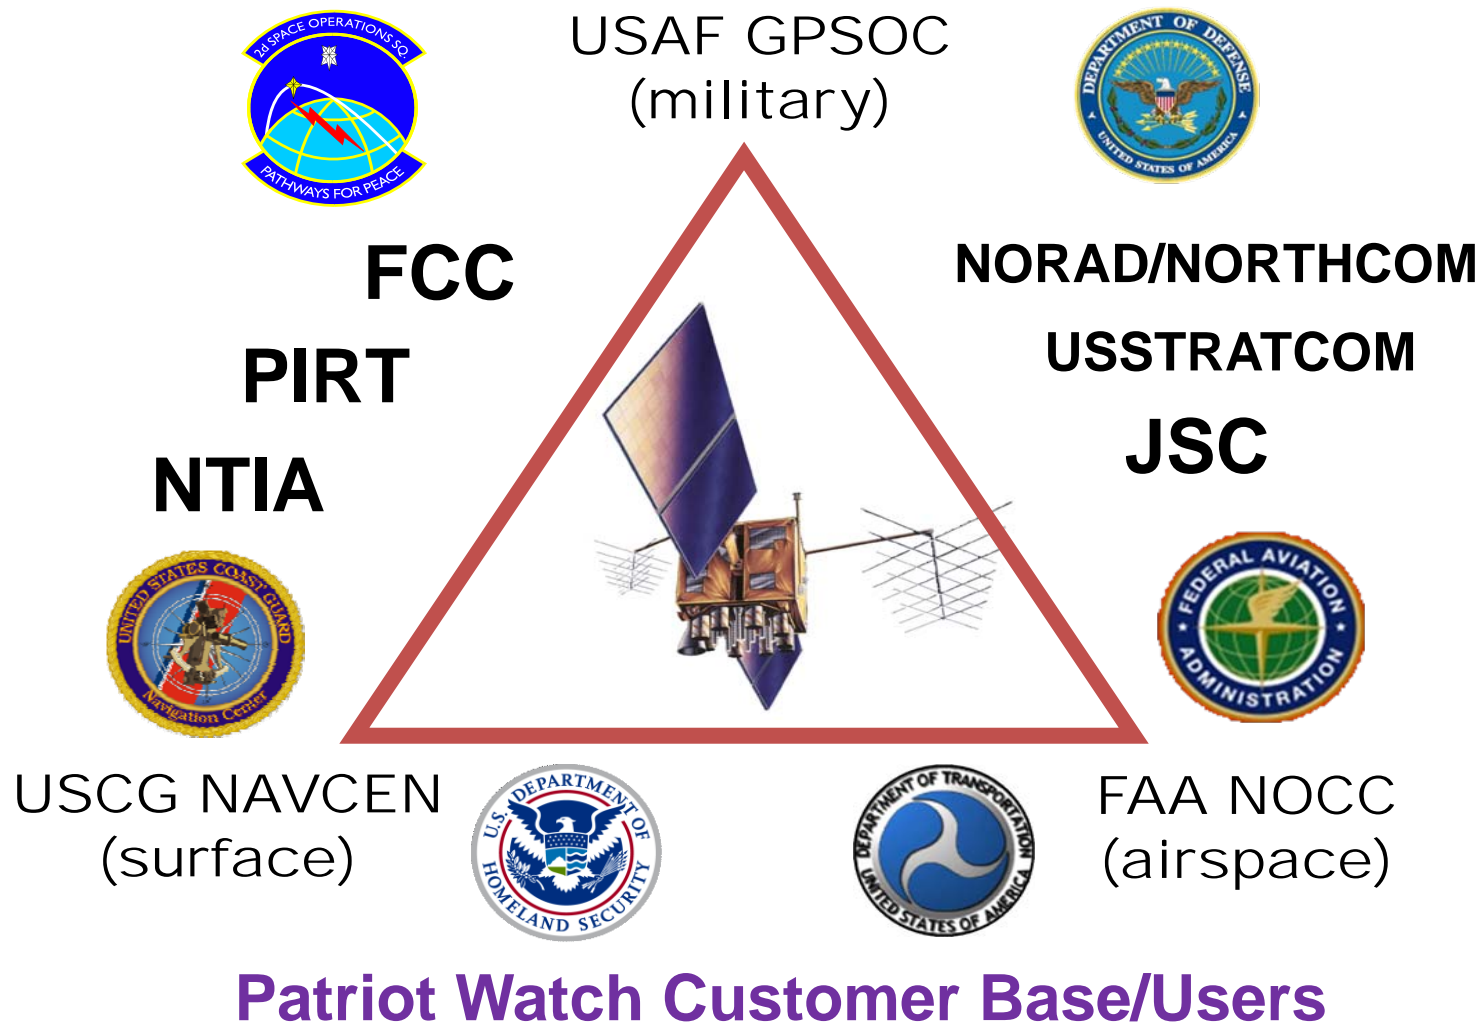 USAF GPSOC
(military)
2d SPACE OPERATIONS SQ.
PATHWAYS FOR PEACE
DEPARTMENT OF DEFENSE
UNITED STATES OF AMERICA
FCC
NORAD/NORTHCOM
PIRT
USSTRATCOM
NTIA
JSC
UNITED STATES COAST GUARD
Navigation Center
FEDERAL AVIATION
ADMINISTRATION
USCG NAVCEN
(surface)
U.S. DEPARTMENT OF
HOMELAND SECURITY
DEPARTMENT OF TRANSPORTATION
UNITED STATES OF AMERICA
FAA NOCC
(airspace)
Patriot Watch Customer Base/Users